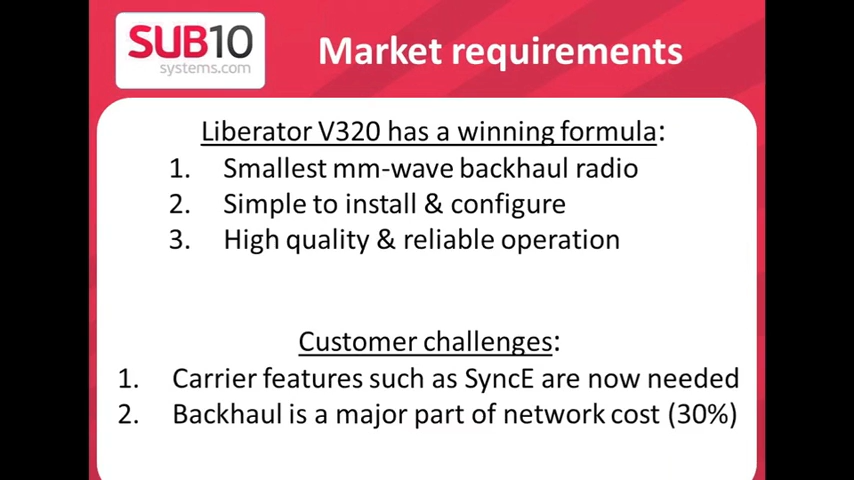 SUB10
systems.com
Market requirements
Liberator V320 has a winning formula:
1. Smallest mm-wave backhaul radio
2. Simple to install & configure
3. High quality & reliable operation
Customer challenges:
1. Carrier features such as SyncE are now needed
2. Backhaul is a major part of network cost (30%)